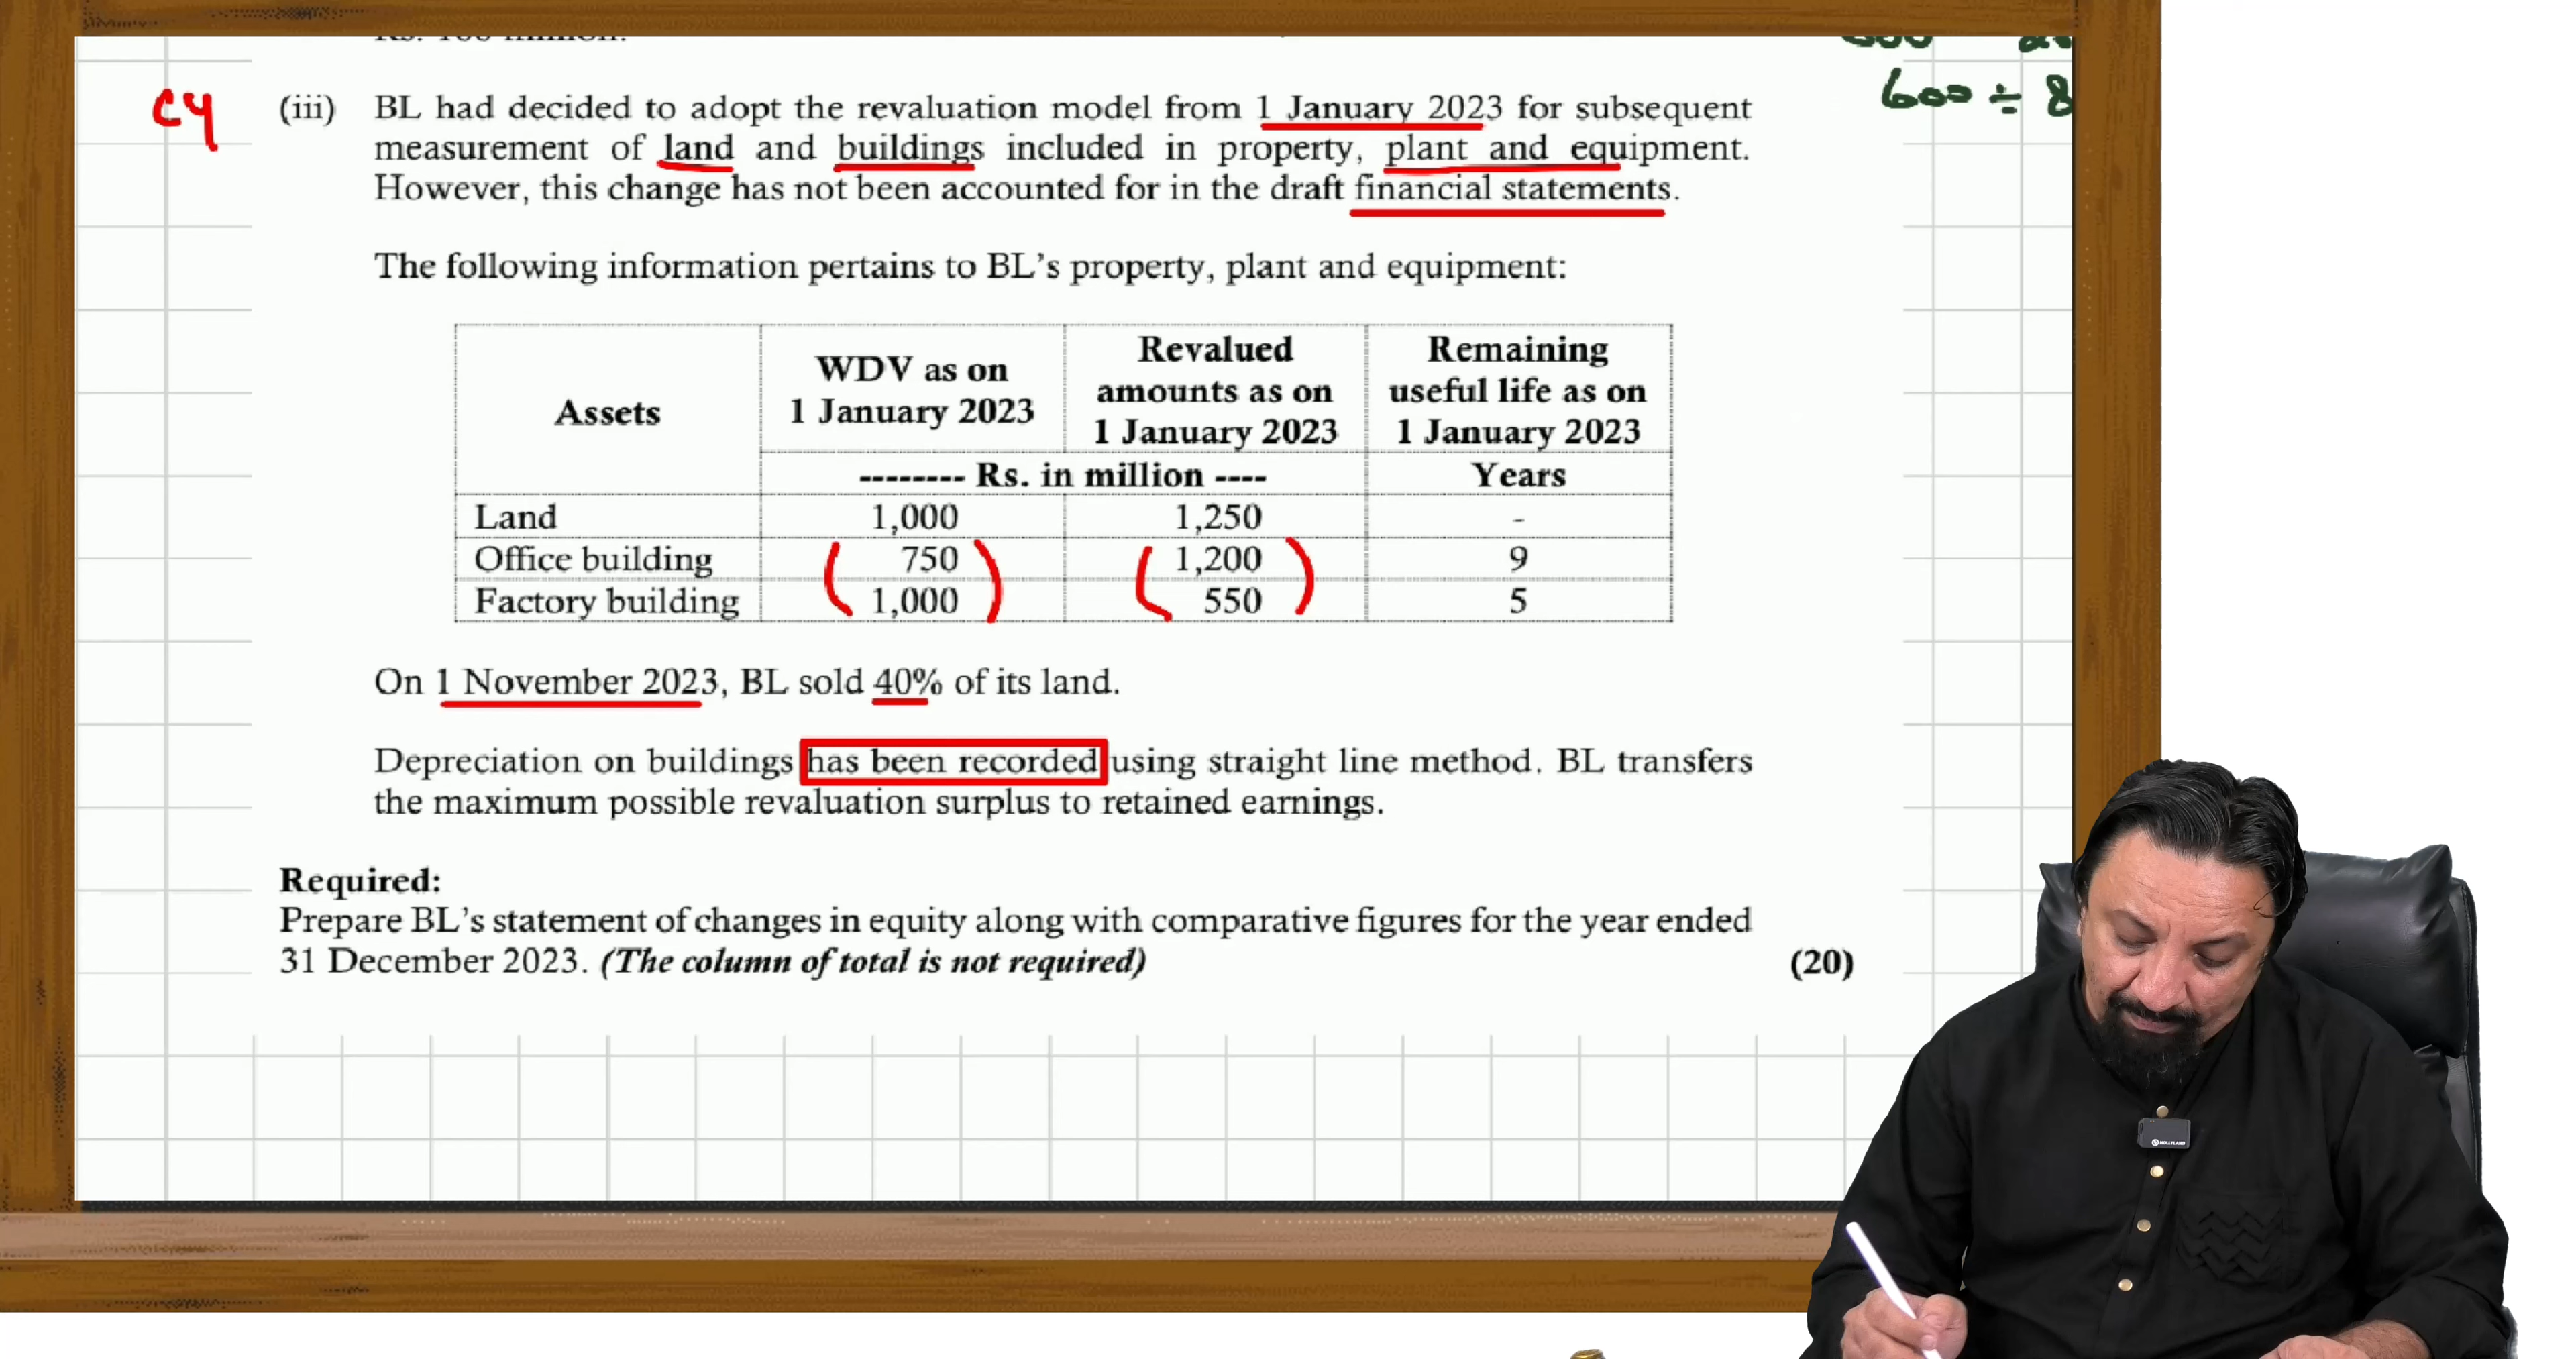 600 ÷ 8
C4
(iii) BL had decided to adopt the revaluation model from 1 January 2023 for subsequent
measurement of land and buildings included in property, plant and equipment.
However, this change has not been accounted for in the draft financial statements.
The following information pertains to BL's property, plant and equipment:
Assets
WDV as on
1 January 2023
Revalued
amounts as on
1 January 2023
Remaining
useful life as on
1 January 2023
-------- Rs. in million ----
Years
Land 1,000 1,250 -
Office building 750 1,200 9
Factory building 1,000 550 5
On 1 November 2023, BL sold 40% of its land.
Depreciation on buildings has been recorded using straight line method. BL transfers
the maximum possible revaluation surplus to retained earnings.
Required:
Prepare BL's statement of changes in equity along with comparative figures for the year ended
31 December 2023. (The column of total is not required) (20)
HOLLYLAND